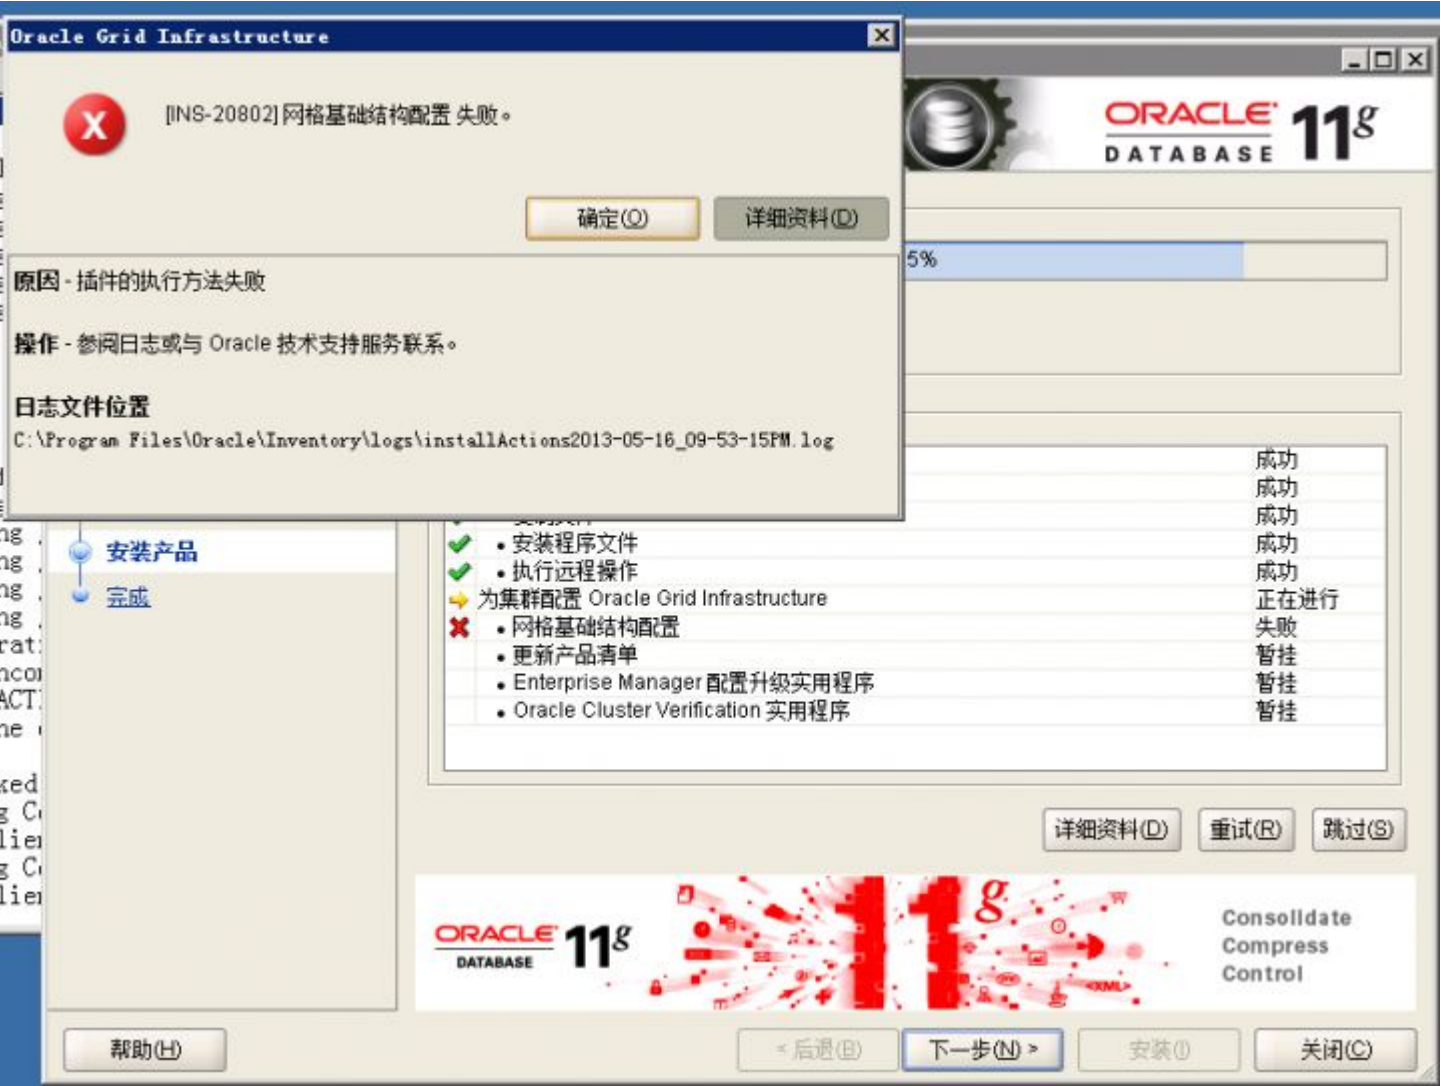 Oracle Grid Infrastructure
[INS-20802] 网格基础结构配置 失败。
确定(O) 详细资料(D)
原因 - 插件的执行方法失败
操作 - 参阅日志或与 Oracle 技术支持服务联系。
日志文件位置
C:\Program Files\Oracle\Inventory\logs\installActions2013-05-16_09-53-15PM.log
ORACLE 11g
DATABASE
5%
成功
成功
成功
安装产品
完成
• 安装程序文件 成功
• 执行远程操作 成功
为集群配置 Oracle Grid Infrastructure 正在进行
• 网格基础结构配置 失败
• 更新产品清单 暂挂
• Enterprise Manager 配置升级实用程序 暂挂
• Oracle Cluster Verification 实用程序 暂挂
详细资料(D) 重试(R) 跳过(S)
ORACLE 11g
DATABASE
11g
<XML>
Consolidate
Compress
Control
帮助(H) < 后退(B) 下一步(N) > 安装(I) 关闭(C)